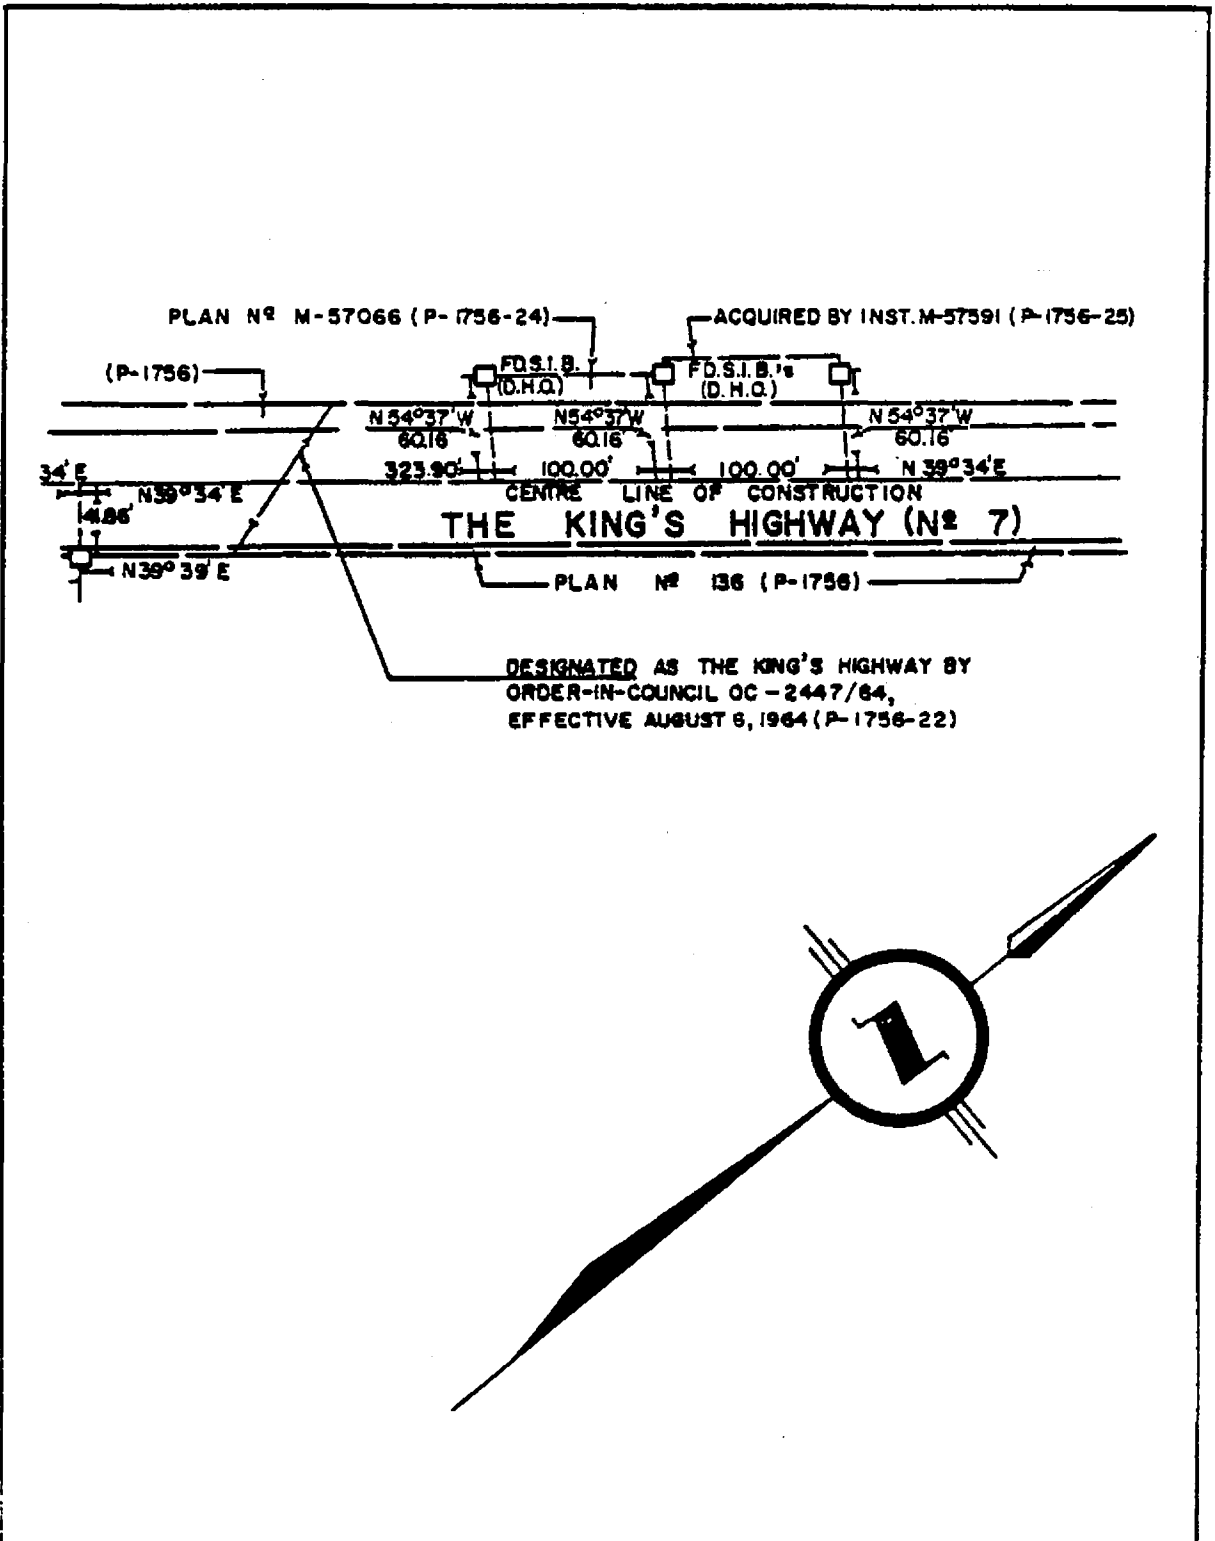 PLAN Nº M-57066 (P-1756-24)
ACQUIRED BY INST. M-57591 (P-1756-25)
(P-1756)
FD.S.I.B.
(D.H.O.)
FD.S.I.B.'s
(D.H.O.)
N54°37'W
60.16'
N54°37'W
60.16'
N54°37'W
60.16'
34' E
N39°34'E
323.90'
100.00'
100.00'
N39°34'E
41.86'
CENTRE LINE OF CONSTRUCTION
THE KING'S HIGHWAY (Nº 7)
N39°39'E
PLAN Nº 136 (P-1756)
DESIGNATED AS THE KING'S HIGHWAY BY
ORDER-IN-COUNCIL OC-2447/64,
EFFECTIVE AUGUST 6, 1964 (P-1756-22)
N